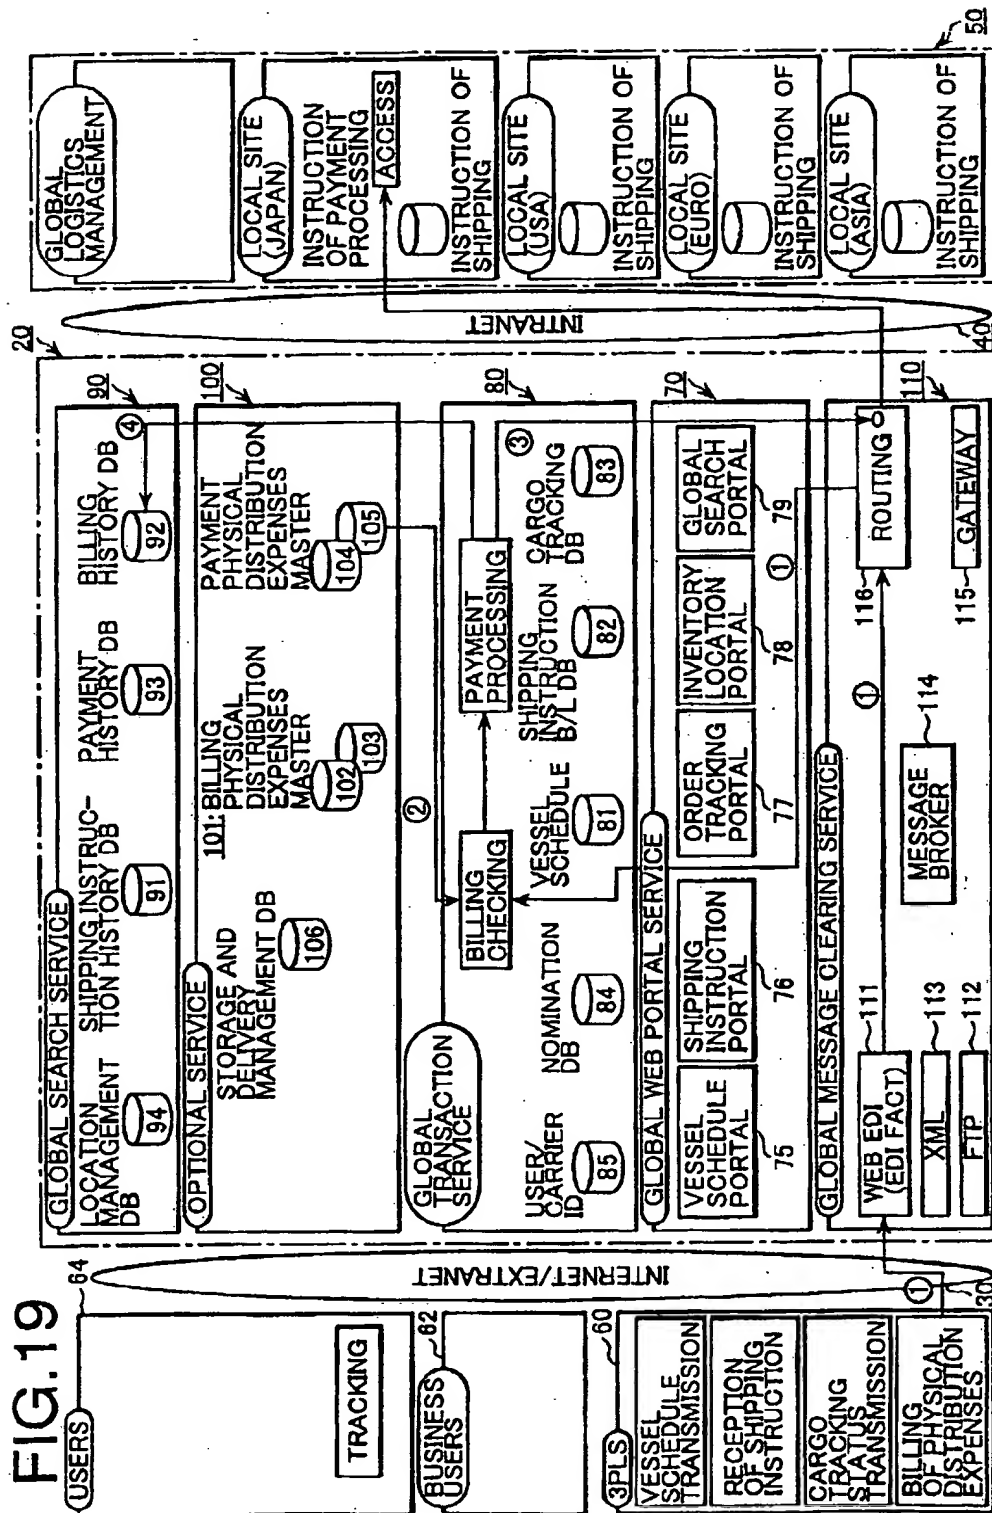 FIG.19
USERS
64
TRACKING
BUSINESS
USERS
62
3PLS
60
VESSEL
SCHEDULE
TRANSMISSION
RECEPTION
OF SHIPPING
INSTRUCTION
CARGO
TRACKING
STATUS
TRANSMISSION
BILLING
OF PHYSICAL
DISTRIBUTION
EXPENSES
INTERNET/EXTRANET
30
①
20
GLOBAL SEARCH SERVICE
90
LOCATION
MANAGEMENT
DB
94
SHIPPING INSTRUC-
TION HISTORY DB
91
PAYMENT
HISTORY DB
93
BILLING
HISTORY DB
92
④
OPTIONAL SERVICE
100
STORAGE AND
DELIVERY
MANAGEMENT DB
106
101: BILLING
PHYSICAL
DISTRIBUTION
EXPENSES
MASTER
102
103
PAYMENT
PHYSICAL
DISTRIBUTION
EXPENSES
MASTER
104
105
②
GLOBAL
TRANSACTION
SERVICE
80
BILLING
CHECKING
PAYMENT
PROCESSING
③
USER/
CARRIER
ID
85
NOMINATION
DB
84
VESSEL
SCHEDULE
81
SHIPPING
INSTRUCTION
B/L DB
82
CARGO
TRACKING
DB
83
GLOBAL WEB PORTAL SERVICE
70
VESSEL
SCHEDULE
PORTAL
75
SHIPPING
INSTRUCTION
PORTAL
76
ORDER
TRACKING
PORTAL
77
INVENTORY
LOCATION
PORTAL
78
GLOBAL
SEARCH
PORTAL
79
①
GLOBAL MESSAGE CLEARING SERVICE
110
WEB EDI
(EDI FACT)
111
XML
113
FTP
112
MESSAGE
BROKER
114
①
ROUTING
116
GATEWAY
115
INTRANET
40
50
GLOBAL
LOGISTICS
MANAGEMENT
LOCAL SITE
(JAPAN)
INSTRUCTION
OF PAYMENT
PROCESSING
ACCESS
INSTRUCTION OF
SHIPPING
LOCAL SITE
(USA)
INSTRUCTION OF
SHIPPING
LOCAL SITE
(EURO)
INSTRUCTION OF
SHIPPING
LOCAL SITE
(ASIA)
INSTRUCTION OF
SHIPPING